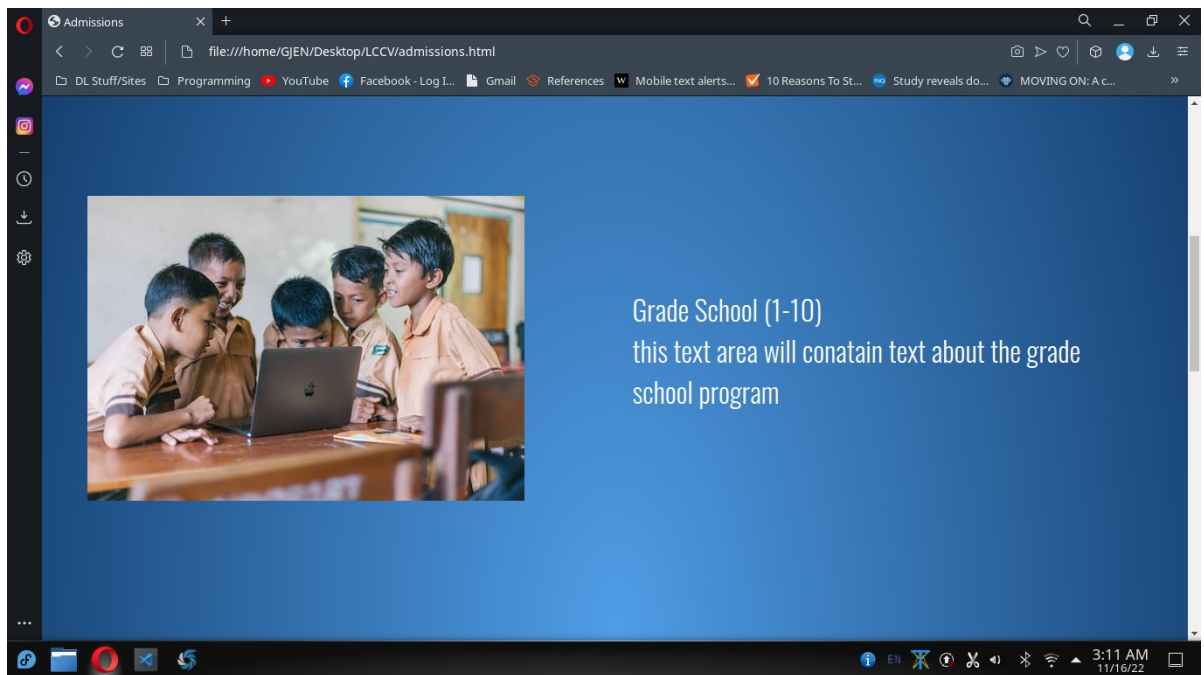 Admissions
file:///home/GJEN/Desktop/LCCV/admissions.html
DL Stuff/Sites Programming YouTube Facebook - Log I... Gmail References Mobile text alerts... 10 Reasons To St... Study reveals do... MOVING ON: A c...
Grade School (1-10)
this text area will conatain text about the grade
school program
EN
3:11 AM
11/16/22